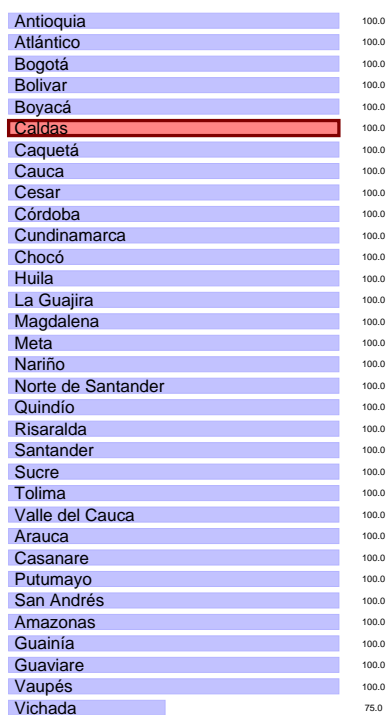 Antioquia 100.0
Atlántico 100.0
Bogotá 100.0
Bolivar 100.0
Boyacá 100.0
Caldas 100.0
Caquetá 100.0
Cauca 100.0
Cesar 100.0
Córdoba 100.0
Cundinamarca 100.0
Chocó 100.0
Huila 100.0
La Guajira 100.0
Magdalena 100.0
Meta 100.0
Nariño 100.0
Norte de Santander 100.0
Quindío 100.0
Risaralda 100.0
Santander 100.0
Sucre 100.0
Tolima 100.0
Valle del Cauca 100.0
Arauca 100.0
Casanare 100.0
Putumayo 100.0
San Andrés 100.0
Amazonas 100.0
Guainía 100.0
Guaviare 100.0
Vaupés 100.0
Vichada 75.0